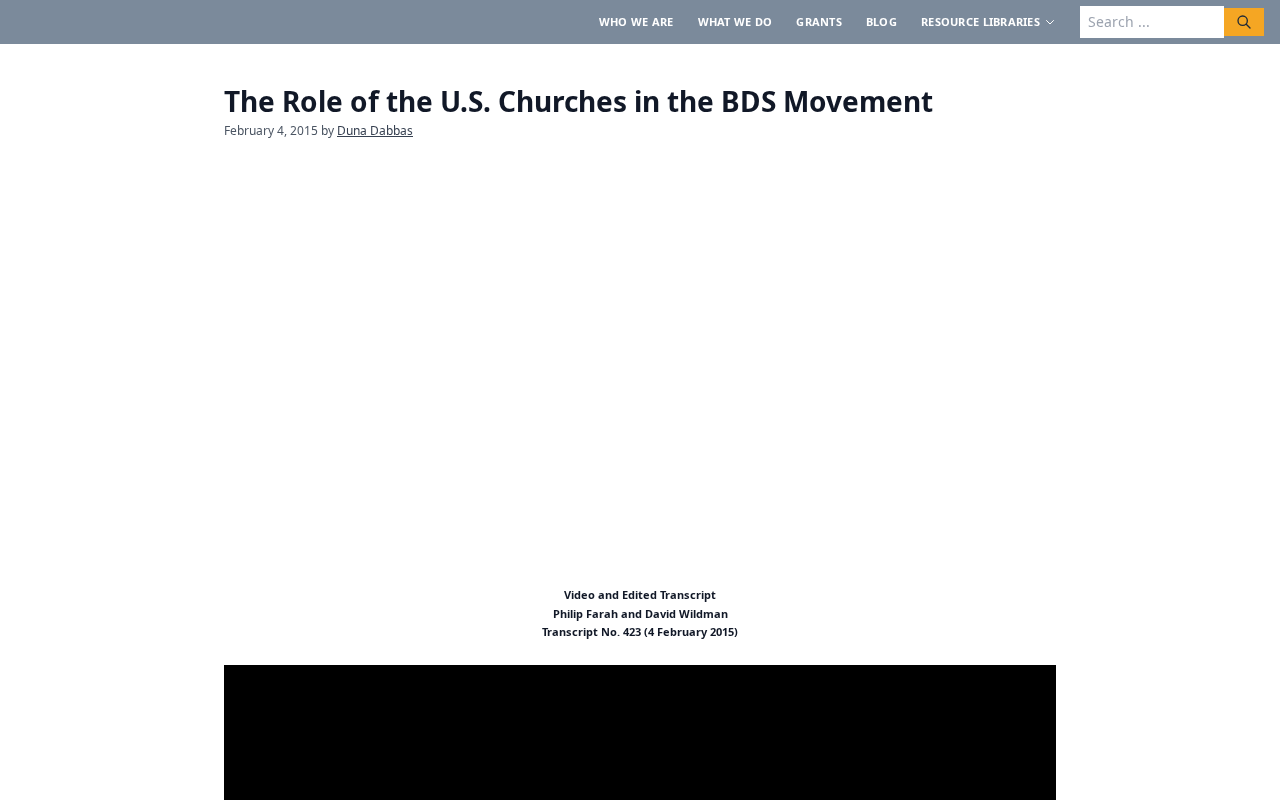 WHO WE ARE WHAT WE DO GRANTS BLOG RESOURCE LIBRARIES Search ...
The Role of the U.S. Churches in the BDS Movement
February 4, 2015 by Duna Dabbas
Video and Edited Transcript
Philip Farah and David Wildman
Transcript No. 423 (4 February 2015)